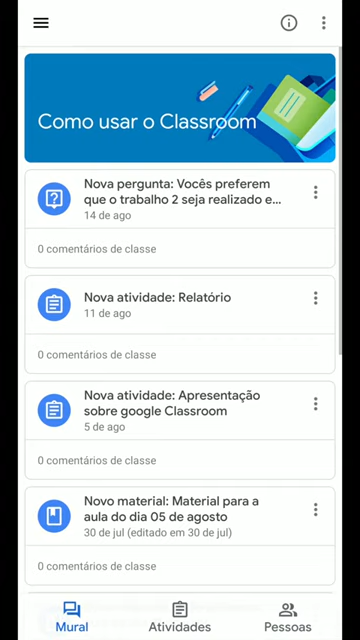 Como usar o Classroom
Nova pergunta: Vocês preferem
que o trabalho 2 seja realizado e...
14 de ago
0 comentários de classe
Nova atividade: Relatório
11 de ago
0 comentários de classe
Nova atividade: Apresentação
sobre google Classroom
5 de ago
0 comentários de classe
Novo material: Material para a
aula do dia 05 de agosto
30 de jul (editado em 30 de jul)
0 comentários de classe
Mural
Atividades
Pessoas